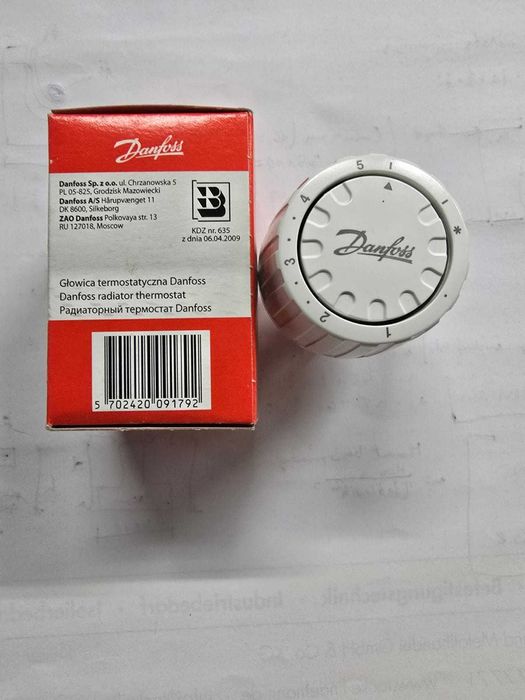 Danfoss
Danfoss Sp. z o.o. ul. Chrzanowska 5
PL 05-825, Grodzisk Mazowiecki
Danfoss A/S Hårupvænget 11
DK 8600, Silkeborg
ZAO Danfoss Polkovaya str. 13
RU 127018, Moscow
B
KDZ nr. 635
z dnia 06.04.2009
Głowica termostatyczna Danfoss
Danfoss radiator thermostat
Радиаторный термостат Danfoss
5 702420 091792
Danfoss
I 5 4 3 2 1 * I
Befestigungstechnik • Industriebedarf •